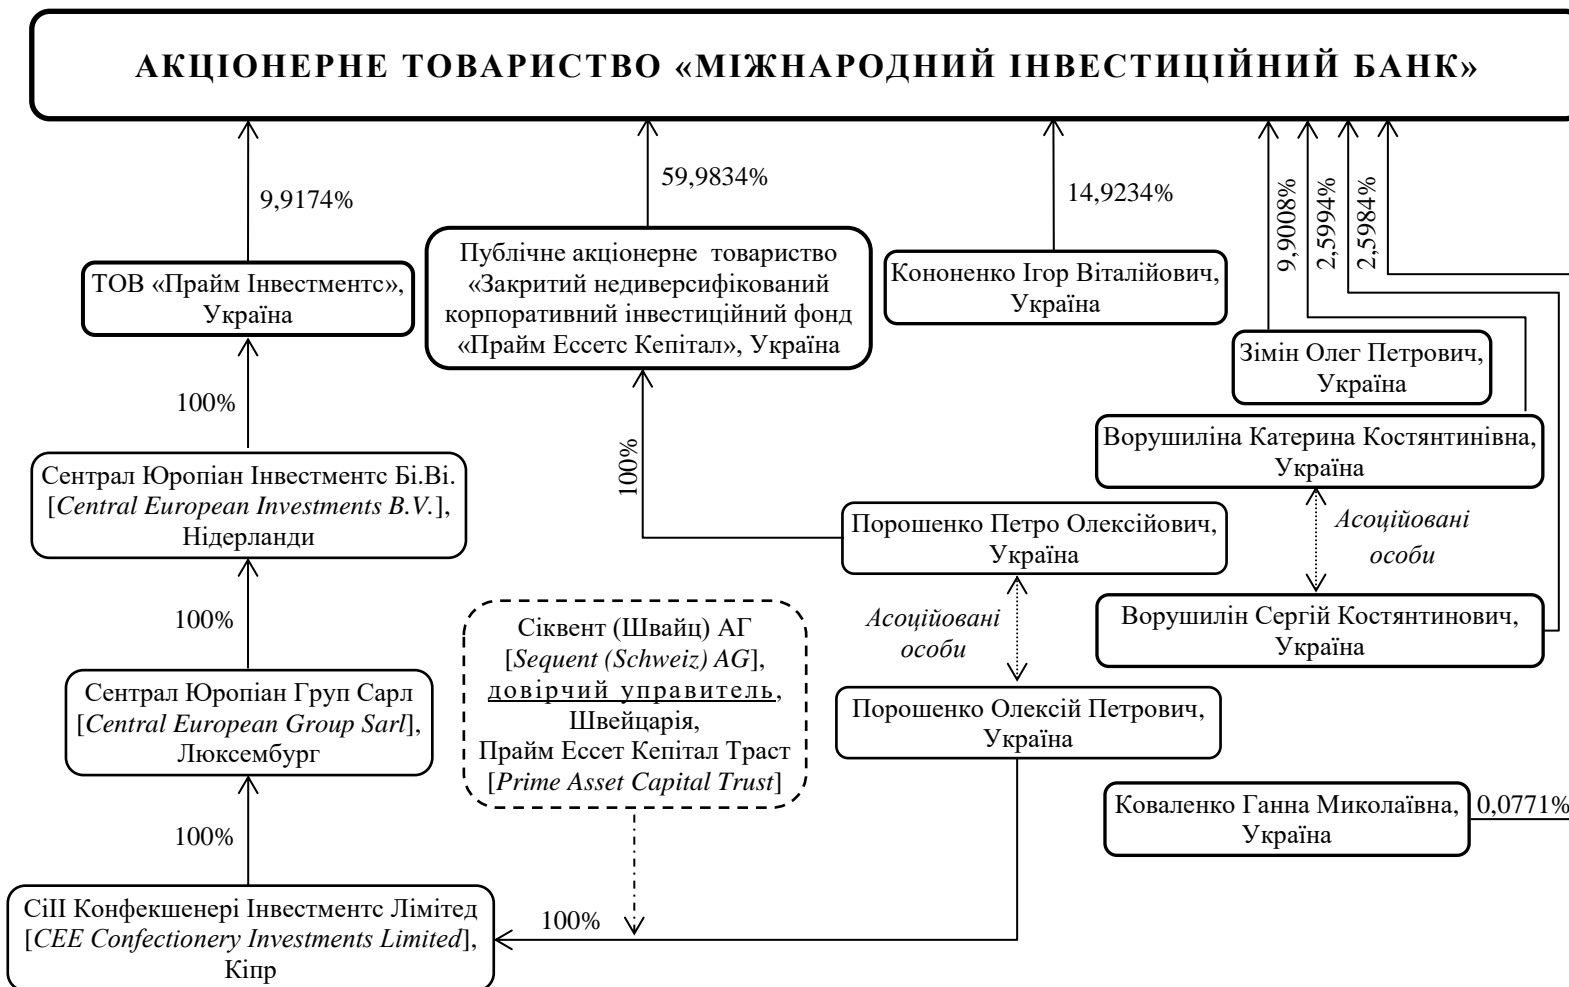 АКЦІОНЕРНЕ ТОВАРИСТВО «МІЖНАРОДНИЙ ІНВЕСТИЦІЙНИЙ БАНК»
9,9174%
59,9834%
14,9234%
9,9008%
2,5994%
2,5984%
ТОВ «Прайм Інвестментс»,
Україна
Публічне акціонерне товариство
«Закритий недиверсифікований
корпоративний інвестиційний фонд
«Прайм Ессетс Кепітал», Україна
Кононенко Ігор Віталійович,
Україна
Зімін Олег Петрович,
Україна
100%
100%
Ворушиліна Катерина Костянтинівна,
Україна
Сентрал Юропіан Інвестментс Бі.Ві.
[Central European Investments B.V.],
Нідерланди
Порошенко Петро Олексійович,
Україна
Асоційовані
особи
100%
Сіквент (Швайц) АГ
[Sequent (Schweiz) AG],
довірчий управитель,
Швейцарія,
Прайм Ессет Кепітал Траст
[Prime Asset Capital Trust]
Асоційовані
особи
Ворушилін Сергій Костянтинович,
Україна
Сентрал Юропіан Груп Сарл
[Central European Group Sarl],
Люксембург
Порошенко Олексій Петрович,
Україна
100%
Коваленко Ганна Миколаївна,
Україна
0,0771%
СіІІ Конфекшенері Інвестментс Лімітед
[CEE Confectionery Investments Limited],
Кіпр
100%